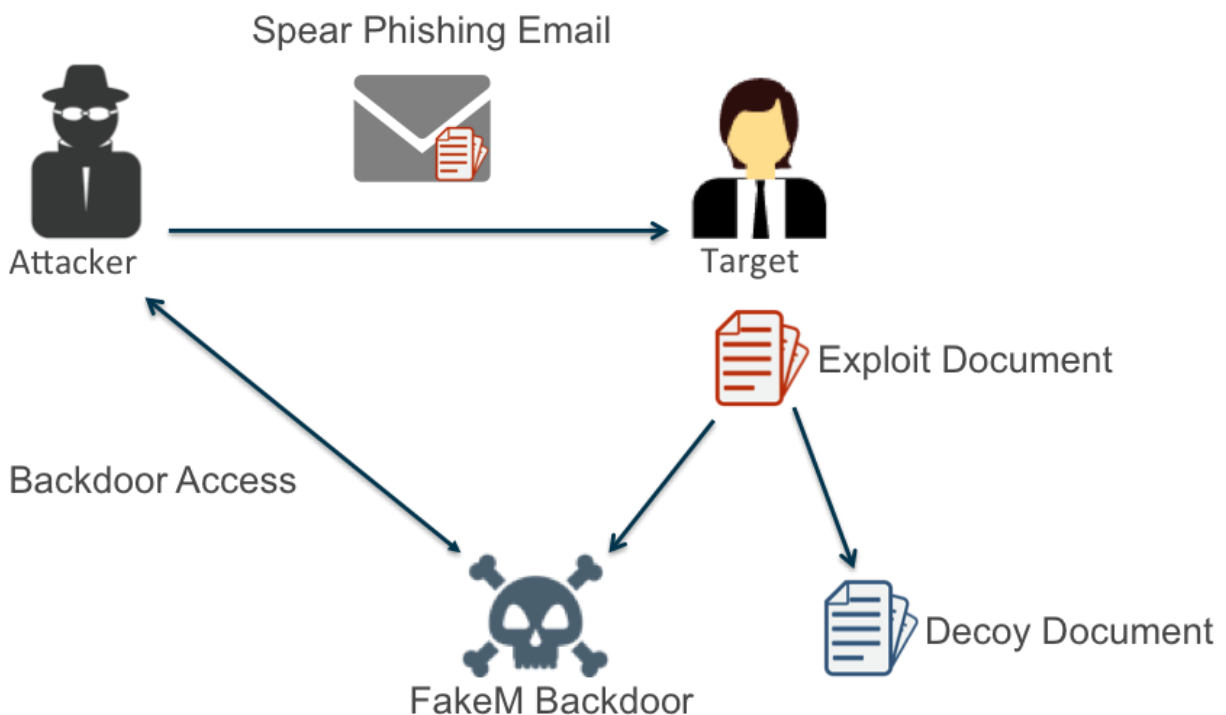 Spear Phishing Email
Attacker
Target
Exploit Document
Backdoor Access
Decoy Document
FakeM Backdoor